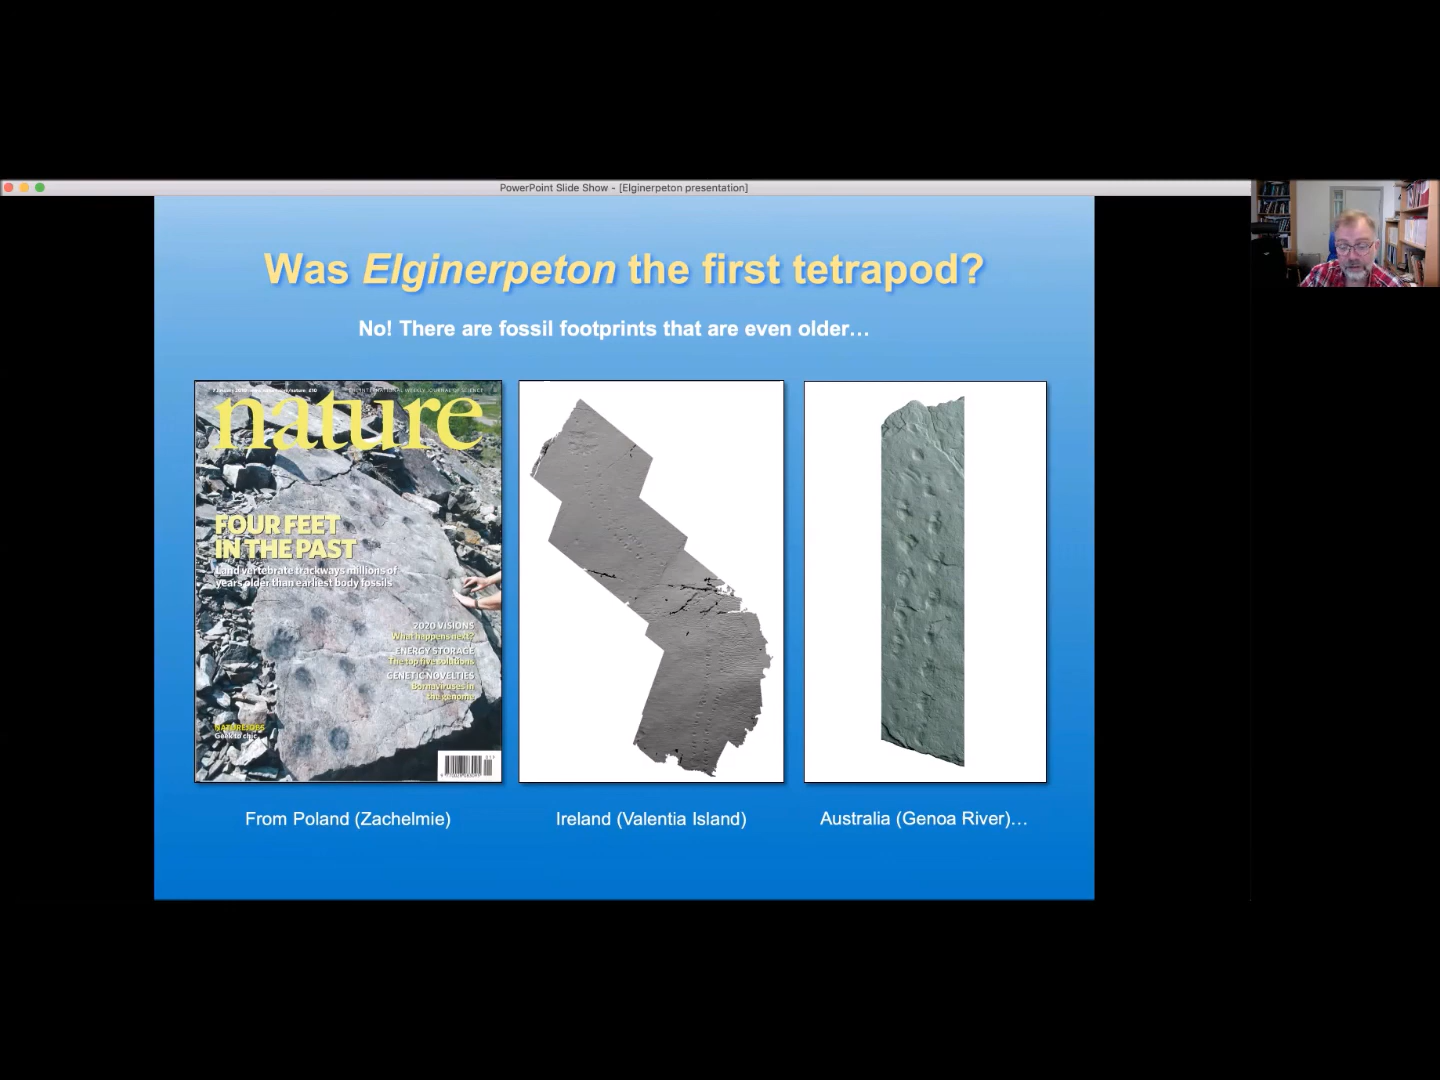 PowerPoint Slide Show - [Elginerpeton presentation]
Was Elginerpeton the first tetrapod?
No! There are fossil footprints that are even older…
nature
FOUR FEET
IN THE PAST
Land vertebrate trackways millions of
years older than earliest body fossils
2020 VISIONS
What happens next?
ENERGY STORAGE
The top five solutions
GENETIC NOVELTIES
Bornaviruses in
the genome
NATUREJOBS
Geek to chic
From Poland (Zachelmie)
Ireland (Valentia Island)
Australia (Genoa River)…